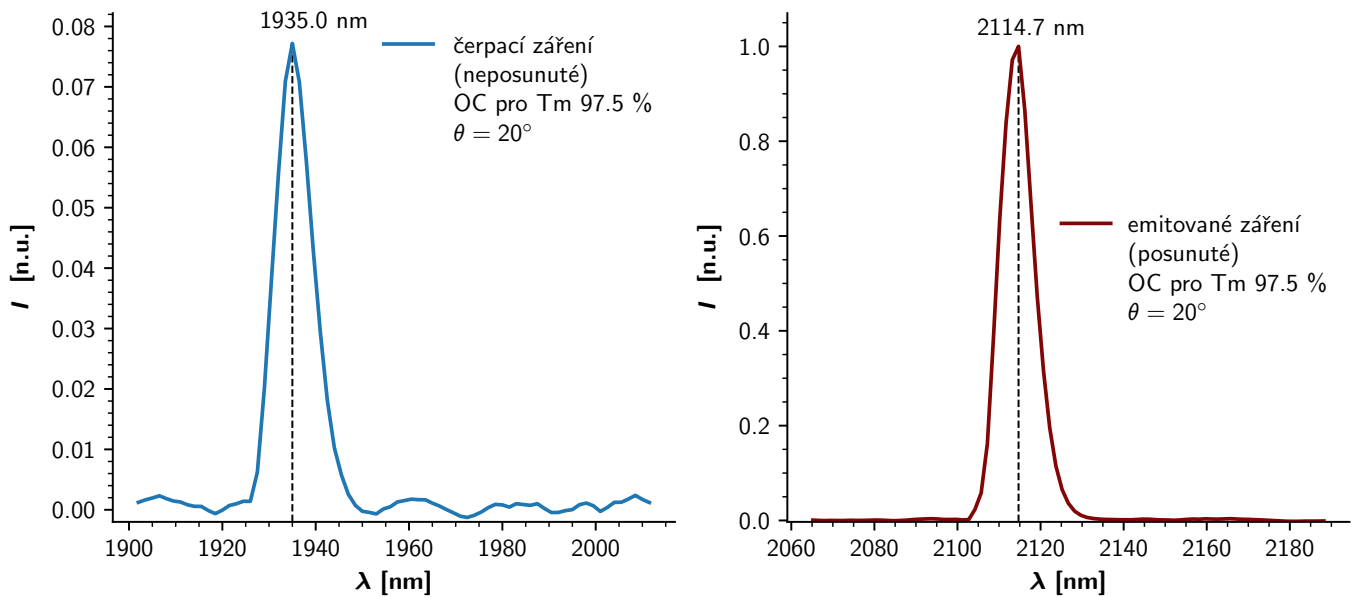 1935.0 nm
čerpací záření
(neposunuté)
OC pro Tm 97.5 %
θ = 20°
I [n.u.]
0.08
0.07
0.06
0.05
0.04
0.03
0.02
0.01
0.00
1900 1920 1940 1960 1980 2000
λ [nm]
2114.7 nm
emitované záření
(posunuté)
OC pro Tm 97.5 %
θ = 20°
I [n.u.]
1.0
0.8
0.6
0.4
0.2
0.0
2060 2080 2100 2120 2140 2160 2180
λ [nm]